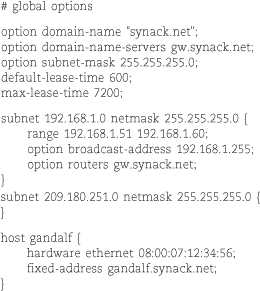 # global options
option domain-name "synack.net";
option domain-name-servers gw.synack.net;
option subnet-mask 255.255.255.0;
default-lease-time 600;
max-lease-time 7200;
subnet 192.168.1.0 netmask 255.255.255.0 {
range 192.168.1.51 192.168.1.60;
option broadcast-address 192.168.1.255;
option routers gw.synack.net;
}
subnet 209.180.251.0 netmask 255.255.255.0 {
}
host gandalf {
hardware ethernet 08:00:07:12:34:56;
fixed-address gandalf.synack.net;
}